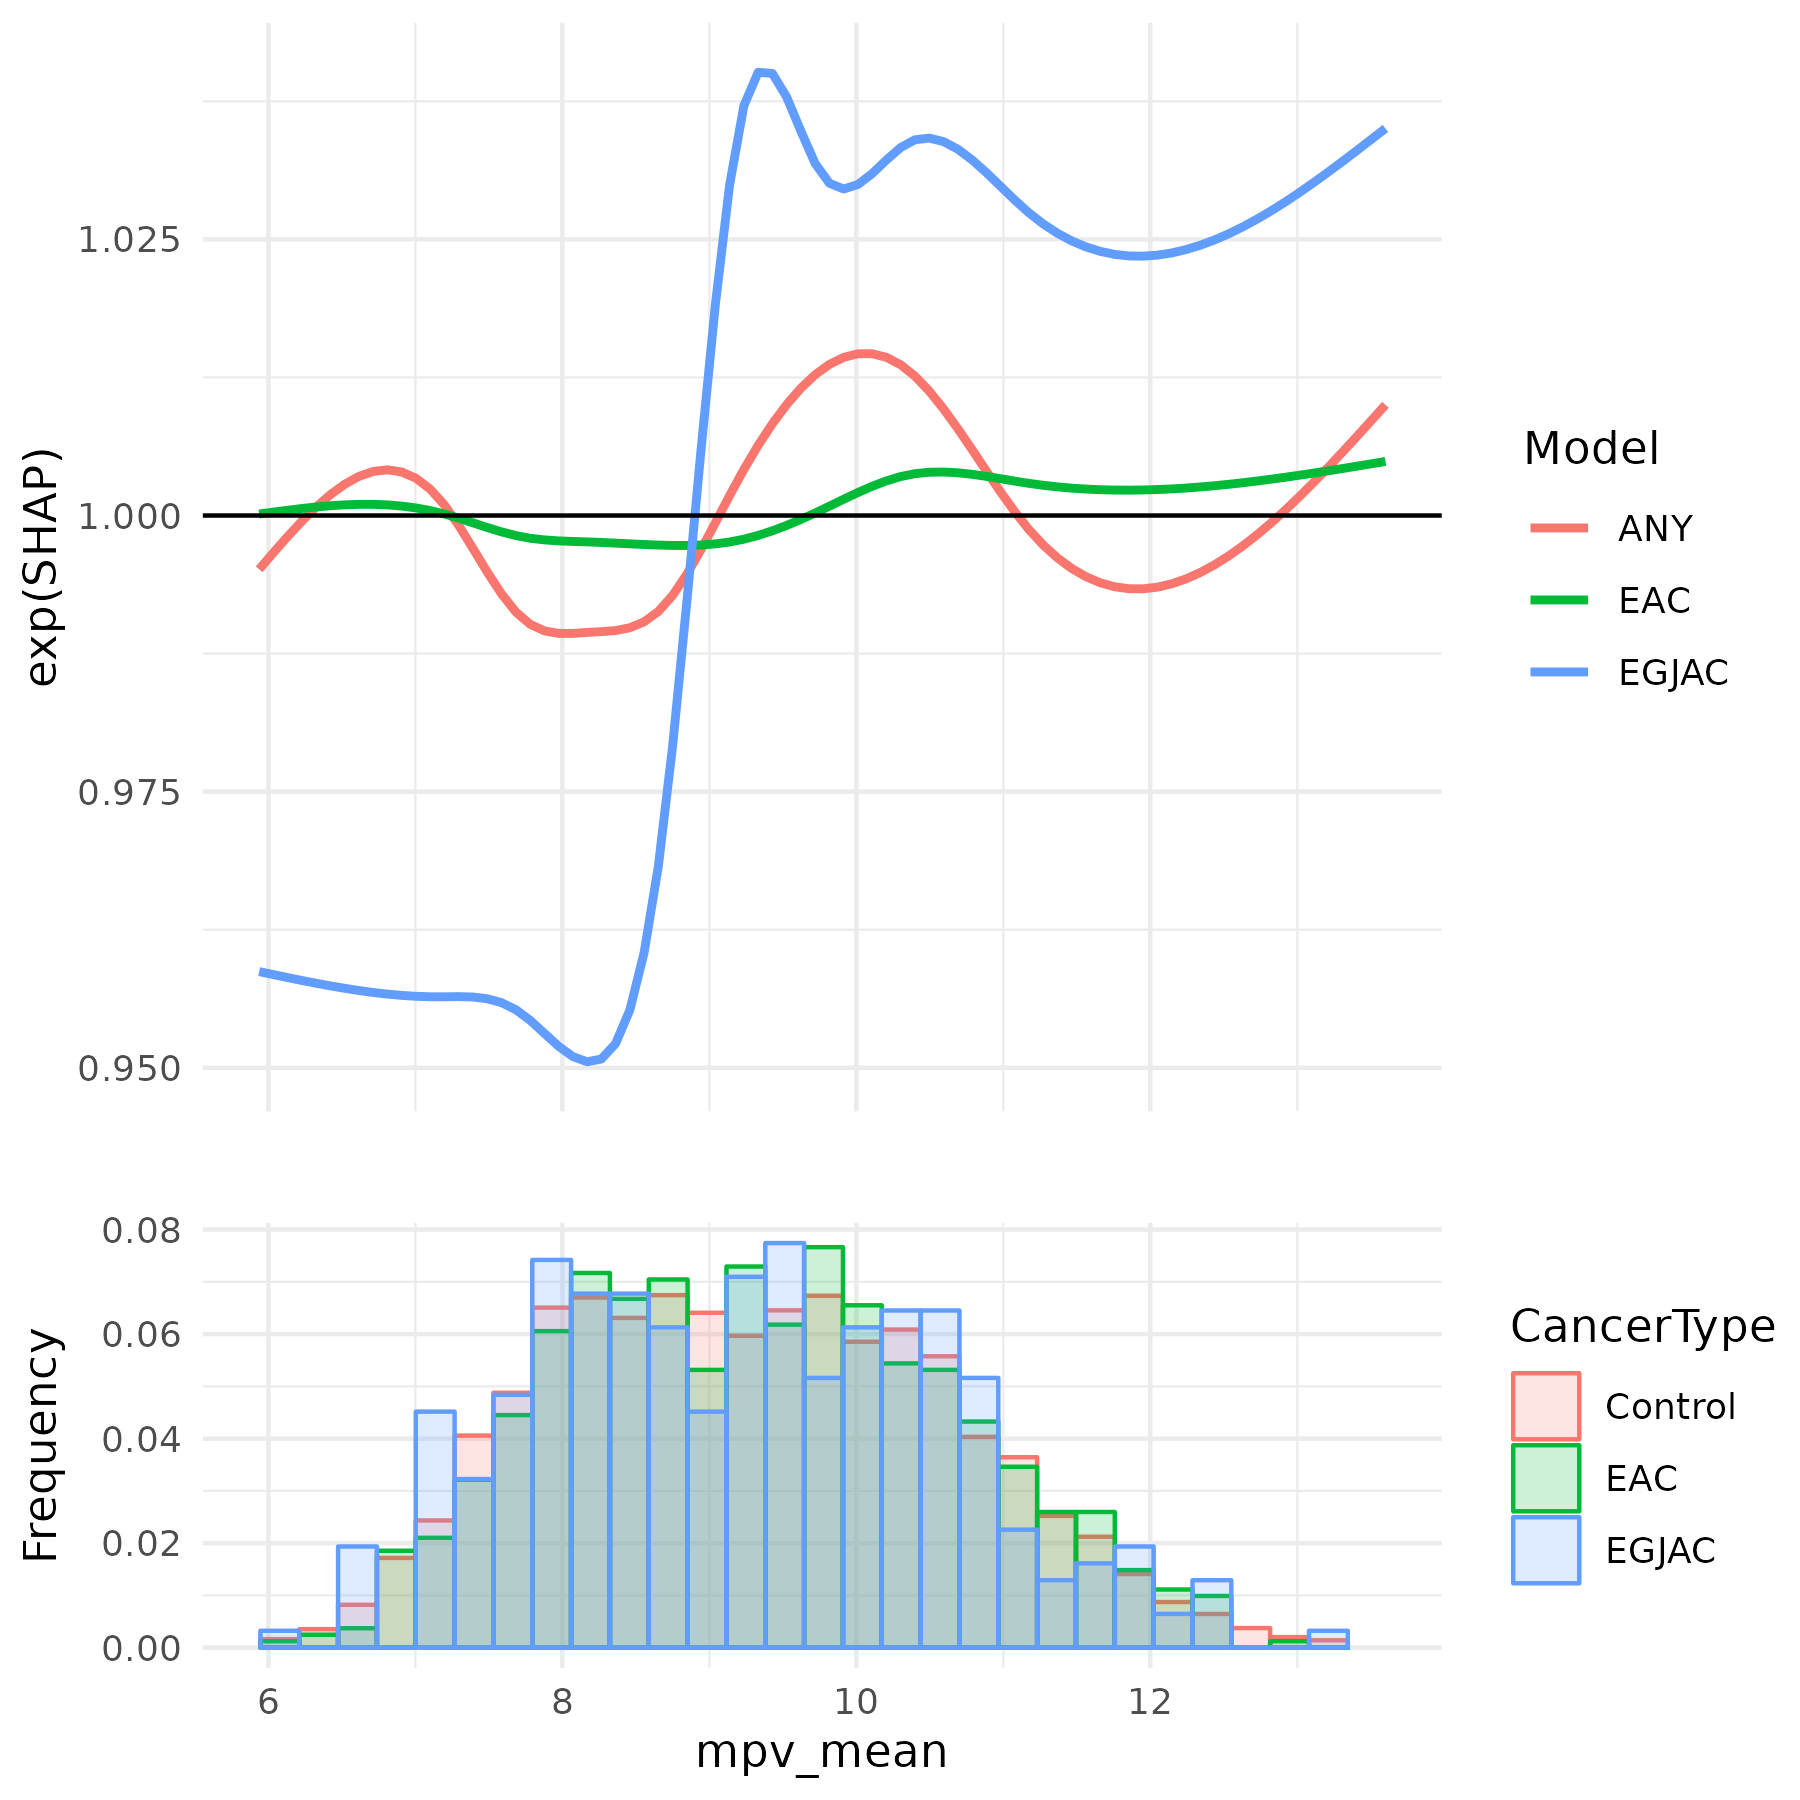 1.025
1.000
0.975
0.950
exp(SHAP)
Model
ANY
EAC
EGJAC
0.08
0.06
0.04
0.02
0.00
Frequency
6 8 10 12
mpv_mean
CancerType
Control
EAC
EGJAC